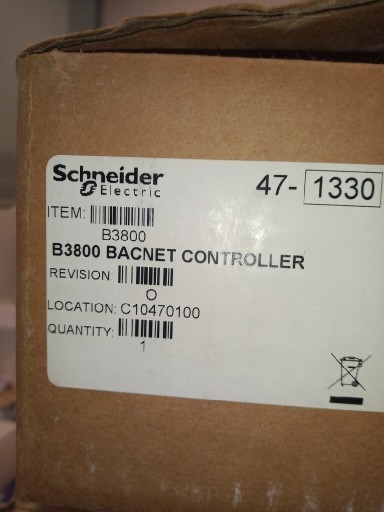 Schneider
Electric
47- 1330
ITEM:
B3800
B3800 BACNET CONTROLLER
REVISION:
O
LOCATION: C10470100
QUANTITY:
1